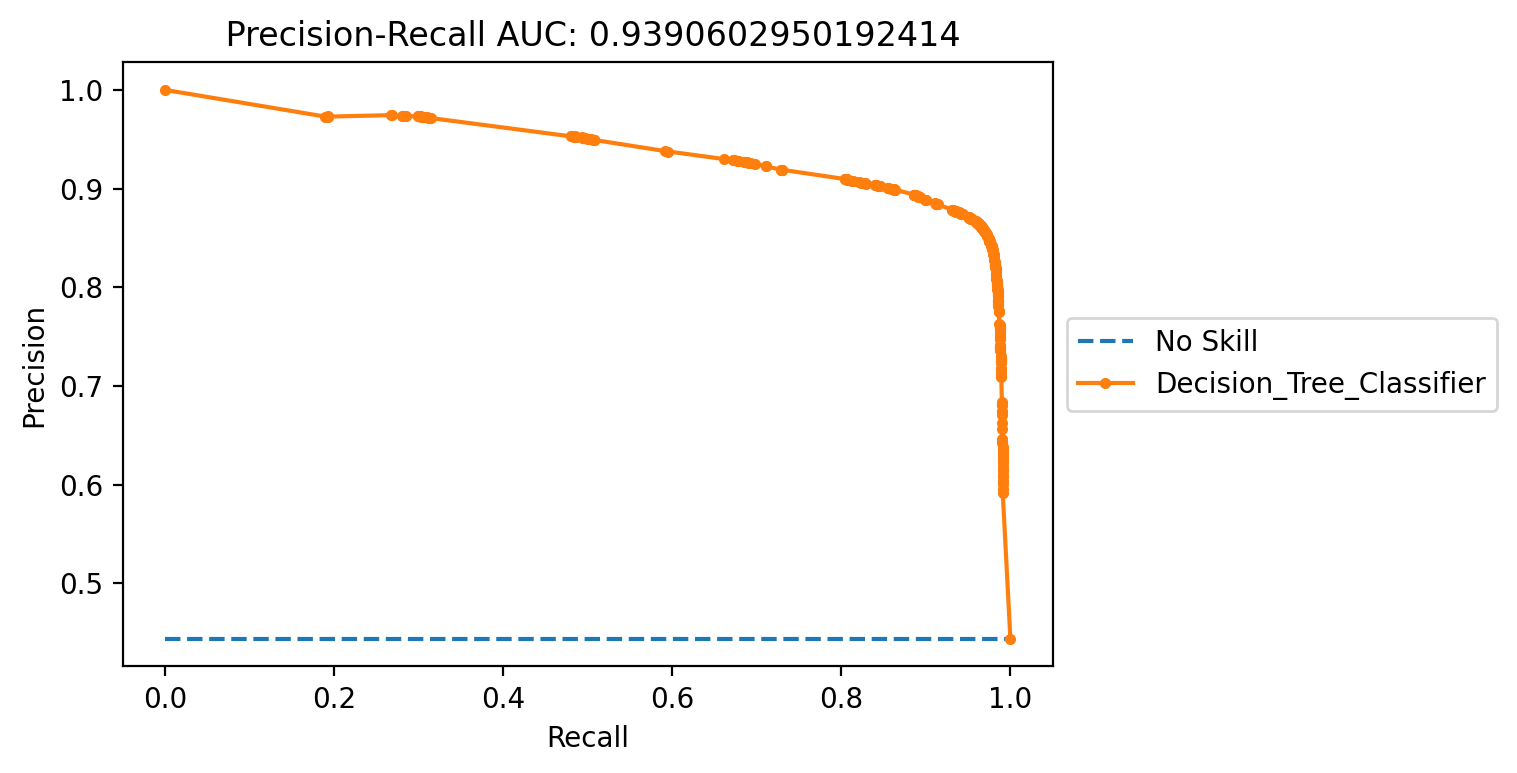 Precision-Recall AUC: 0.9390602950192414
1.0
0.9
0.8
0.7
0.6
0.5
Precision
0.0 0.2 0.4 0.6 0.8 1.0
Recall
No Skill
Decision_Tree_Classifier